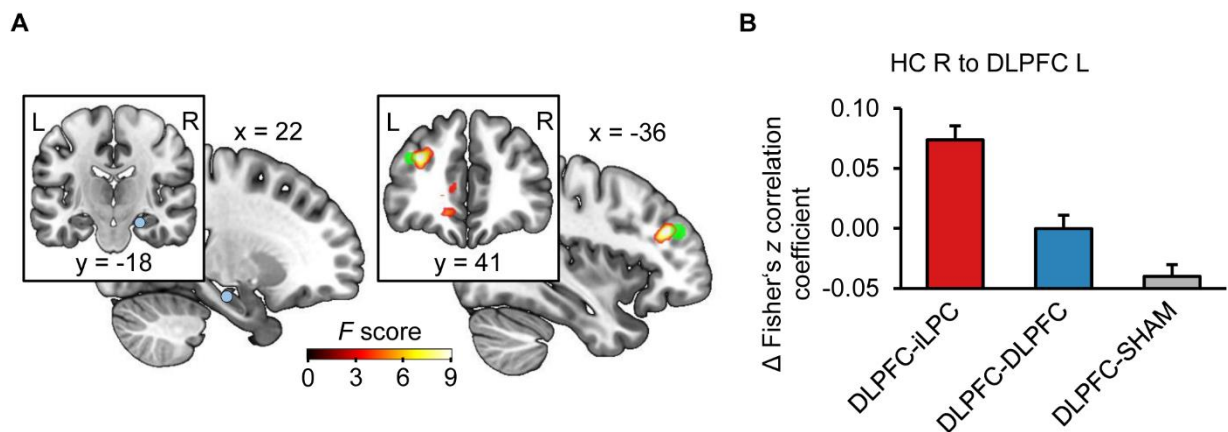 A
L
R
x = 22
y = -18
L
R
x = -36
y = 41
F score
0 3 6 9
B
HC R to DLPFC L
Δ Fisher‘s z correlation
coefficient
0.10
0.05
0.00
-0.05
DLPFC-iLPC
DLPFC-DLPFC
DLPFC-SHAM